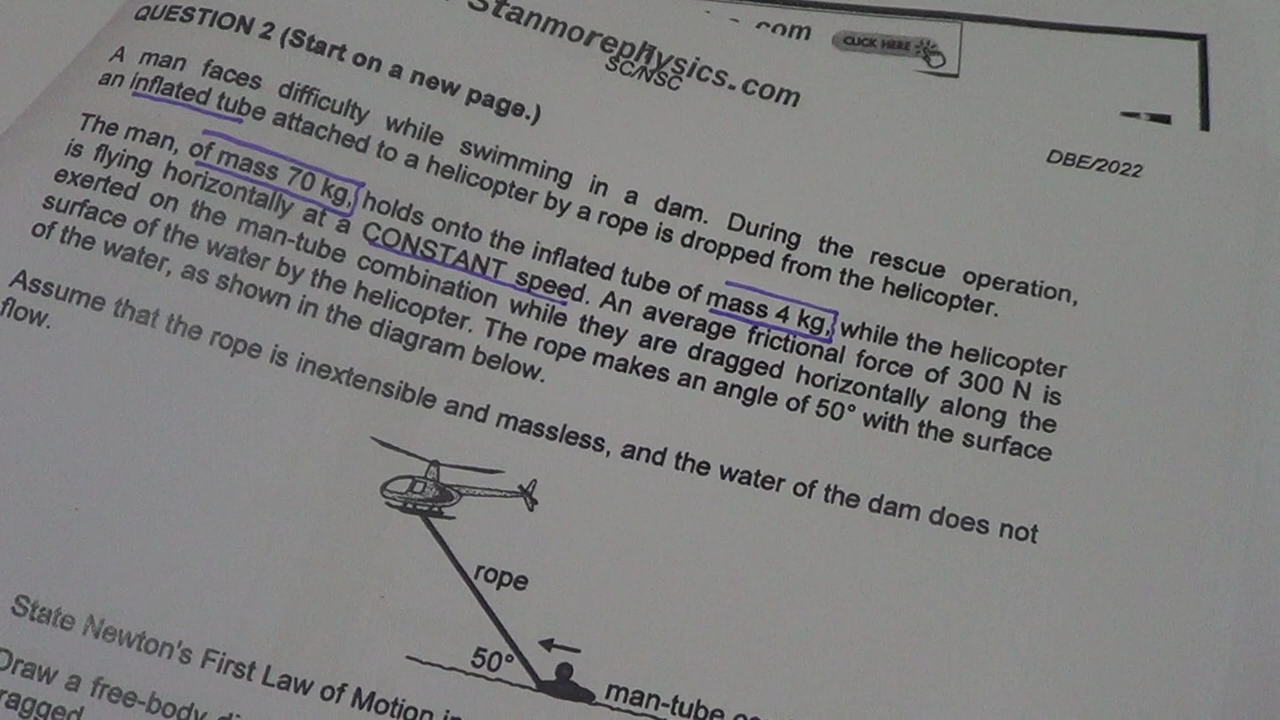 Stanmorephysics.com
com
CLICK HERE
SC/NSC
DBE/2022
QUESTION 2 (Start on a new page.)
A man faces difficulty while swimming in a dam. During the rescue operation,
an inflated tube attached to a helicopter by a rope is dropped from the helicopter.
The man, of mass 70 kg, holds onto the inflated tube of mass 4 kg, while the helicopter
is flying horizontally at a CONSTANT speed. An average frictional force of 300 N is
exerted on the man-tube combination while they are dragged horizontally along the
surface of the water by the helicopter. The rope makes an angle of 50° with the surface
of the water, as shown in the diagram below.
Assume that the rope is inextensible and massless, and the water of the dam does not
flow.
rope
50°
man-tube
State Newton's First Law of Motion
Draw a free-body